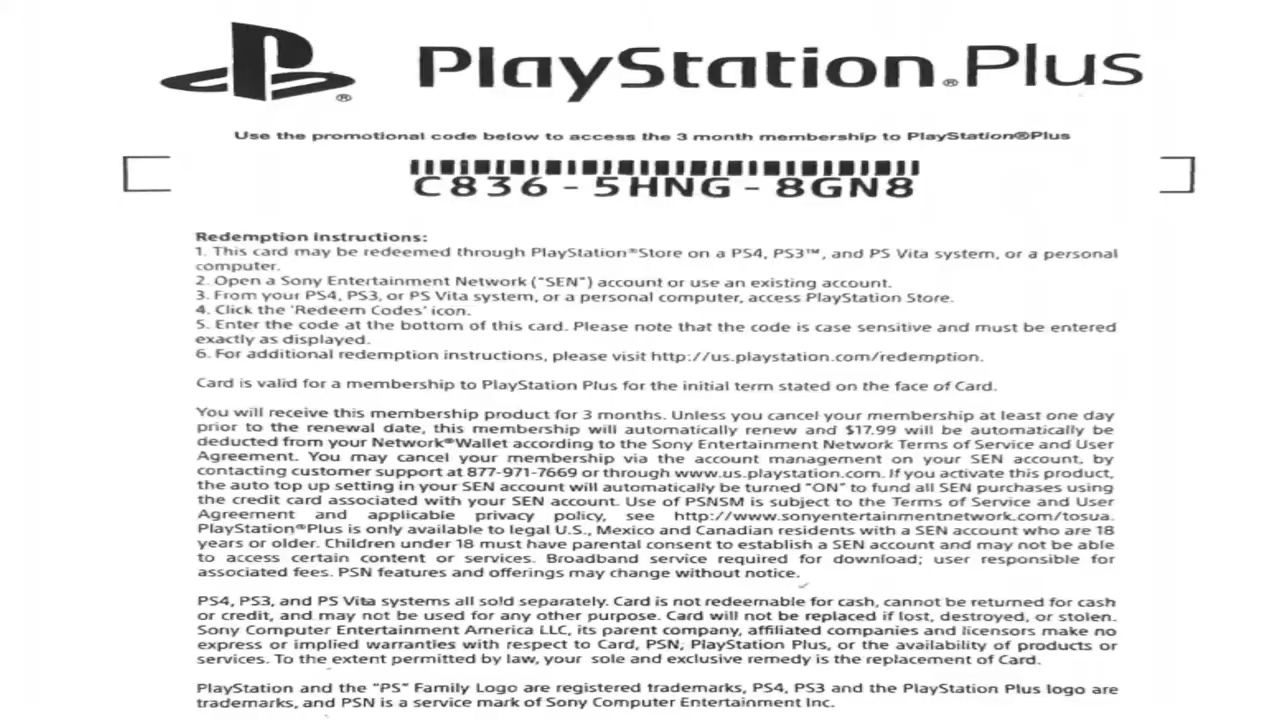 PlayStation®Plus
Use the promotional code below to access the 3 month membership to PlayStation®Plus
C836 - 5HNG - 8GN8
Redemption Instructions:
1. This card may be redeemed through PlayStation®Store on a PS4, PS3™, and PS Vita system, or a personal
computer.
2. Open a Sony Entertainment Network (“SEN”) account or use an existing account.
3. From your PS4, PS3, or PS Vita system, or a personal computer, access PlayStation Store.
4. Click the ‘Redeem Codes’ icon.
5. Enter the code at the bottom of this card. Please note that the code is case sensitive and must be entered
exactly as displayed.
6. For additional redemption instructions, please visit http://us.playstation.com/redemption.
Card is valid for a membership to PlayStation Plus for the initial term stated on the face of Card.
You will receive this membership product for 3 months. Unless you cancel your membership at least one day
prior to the renewal date, this membership will automatically renew and $17.99 will be automatically be
deducted from your Network®Wallet according to the Sony Entertainment Network Terms of Service and User
Agreement. You may cancel your membership via the account management on your SEN account, by
contacting customer support at 877-971-7669 or through www.us.playstation.com. If you activate this product,
the auto top up setting in your SEN account will automatically be turned “ON” to fund all SEN purchases using
the credit card associated with your SEN account. Use of PSNSM is subject to the Terms of Service and User
Agreement and applicable privacy policy, see http://www.sonyentertainmentnetwork.com/tosua.
PlayStation®Plus is only available to legal U.S., Mexico and Canadian residents with a SEN account who are 18
years or older. Children under 18 must have parental consent to establish a SEN account and may not be able
to access certain content or services. Broadband service required for download; user responsible for
associated fees. PSN features and offerings may change without notice.
PS4, PS3, and PS Vita systems all sold separately. Card is not redeemable for cash, cannot be returned for cash
or credit, and may not be used for any other purpose. Card will not be replaced if lost, destroyed, or stolen.
Sony Computer Entertainment America LLC, its parent company, affiliated companies and licensors make no
express or implied warranties with respect to Card, PSN, PlayStation Plus, or the availability of products or
services. To the extent permitted by law, your sole and exclusive remedy is the replacement of Card.
PlayStation and the “PS” Family Logo are registered trademarks, PS4, PS3 and the PlayStation Plus logo are
trademarks, and PSN is a service mark of Sony Computer Entertainment Inc.